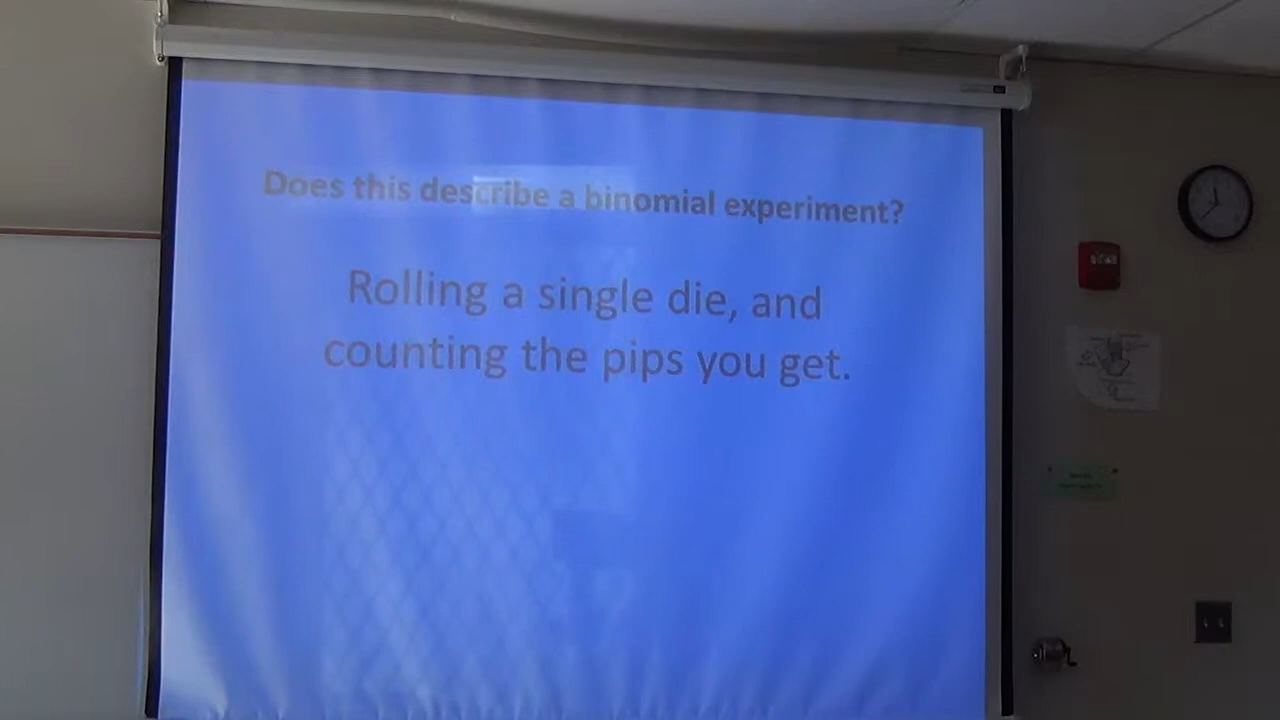 Does this describe a binomial experiment?
Rolling a single die, and
counting the pips you get.